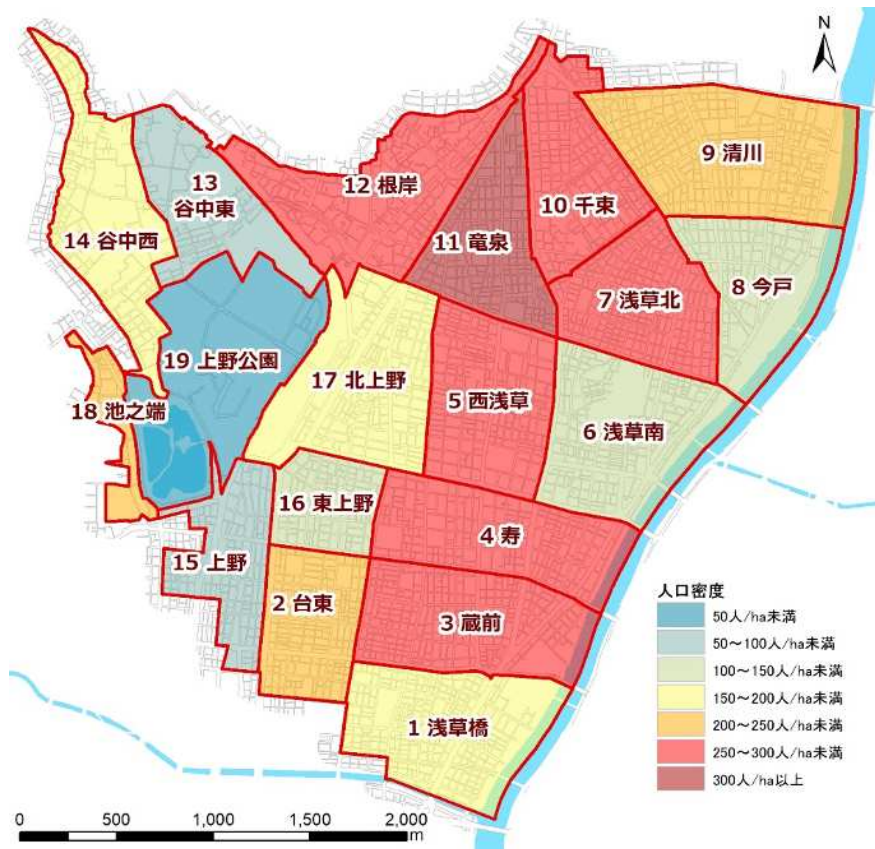 N
9 清川
12 根岸
13
谷中東
10 千束
14 谷中西
11 竜泉
8 今戸
7 浅草北
19 上野公園
17 北上野
5 西浅草
18 池之端
6 浅草南
16 東上野
4 寿
15 上野
2 台東
3 蔵前
1 浅草橋
人口密度
50人/ha未満
50～100人/ha未満
100～150人/ha未満
150～200人/ha未満
200～250人/ha未満
250～300人/ha未満
300人/ha以上
0 500 1,000 1,500 2,000
m